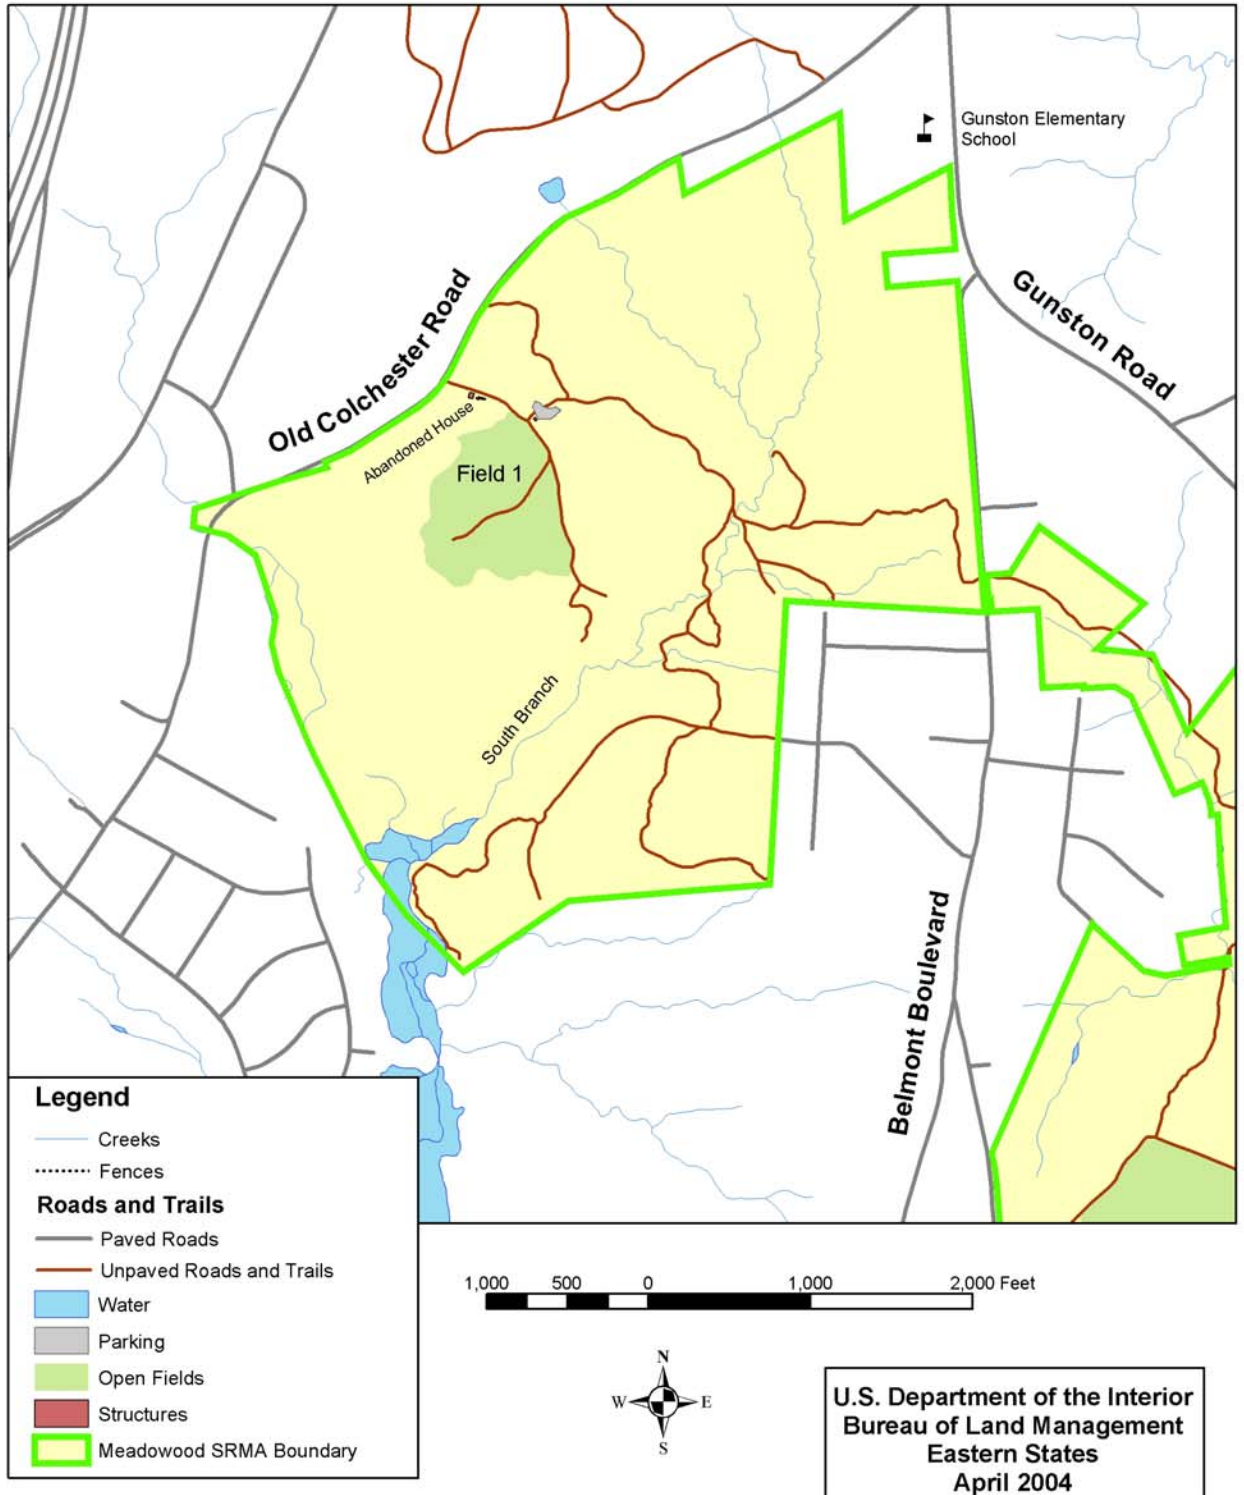 Gunston Elementary
School
Gunston Road
Old Colchester Road
Abandoned House
Field 1
South Branch
Belmont Boulevard
Legend
Creeks
Fences
Roads and Trails
Paved Roads
Unpaved Roads and Trails
Water
Parking
Open Fields
Structures
Meadowood SRMA Boundary
1,000 500 0 1,000 2,000 Feet
N
W E
S
U.S. Department of the Interior
Bureau of Land Management
Eastern States
April 2004